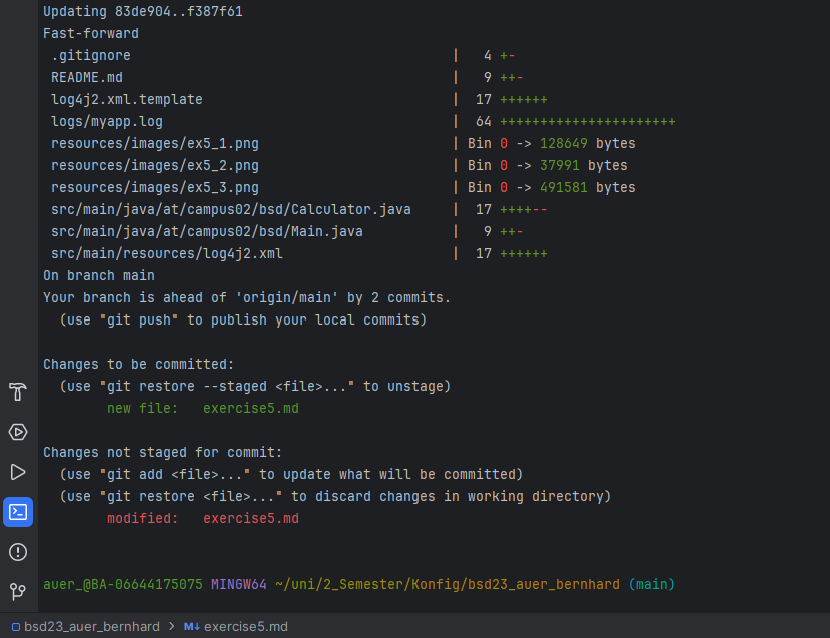 Updating 83de904..f387f61
Fast-forward
 .gitignore                                        |   4 +-
 README.md                                         |   9 ++-
 log4j2.xml.template                               |  17 ++++++
 logs/myapp.log                                    |  64 ++++++++++++++++++++++
 resources/images/ex5_1.png                        | Bin 0 -> 128649 bytes
 resources/images/ex5_2.png                        | Bin 0 -> 37991 bytes
 resources/images/ex5_3.png                        | Bin 0 -> 491581 bytes
 src/main/java/at/campus02/bsd/Calculator.java     |  17 ++++--
 src/main/java/at/campus02/bsd/Main.java           |   9 ++-
 src/main/resources/log4j2.xml                     |  17 ++++++
On branch main
Your branch is ahead of 'origin/main' by 2 commits.
  (use "git push" to publish your local commits)

Changes to be committed:
  (use "git restore --staged <file>..." to unstage)
        new file:   exercise5.md

Changes not staged for commit:
  (use "git add <file>..." to update what will be committed)
  (use "git restore <file>..." to discard changes in working directory)
        modified:   exercise5.md

auer_@BA-06644175075 MINGW64 ~/uni/2_Semester/Konfig/bsd23_auer_bernhard (main)
bsd23_auer_bernhard > M↓ exercise5.md